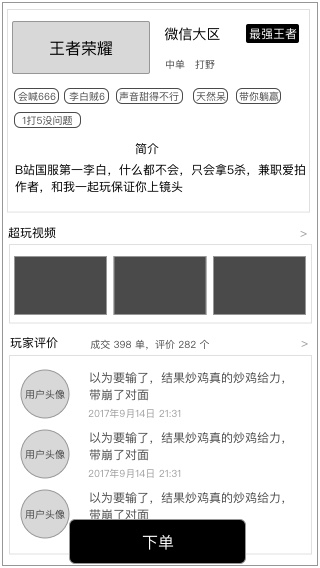 王者荣耀
微信大区 最强王者
中单 打野
会喊666 李白贼6 声音甜得不行 天然呆 带你躺赢
1打5没问题
简介
B站国服第一李白，什么都不会，只会拿5杀，兼职爱拍
作者，和我一起玩保证你上镜头
超玩视频 >
玩家评价 成交 398 单，评价 282 个 >
用户头像
以为要输了，结果炒鸡真的炒鸡给力，
带崩了对面
2017年9月14日 21:31
用户头像
以为要输了，结果炒鸡真的炒鸡给力，
带崩了对面
2017年9月14日 21:31
用户头像
以为要输了，结果炒鸡真的炒鸡给力，
带崩了对面
下单